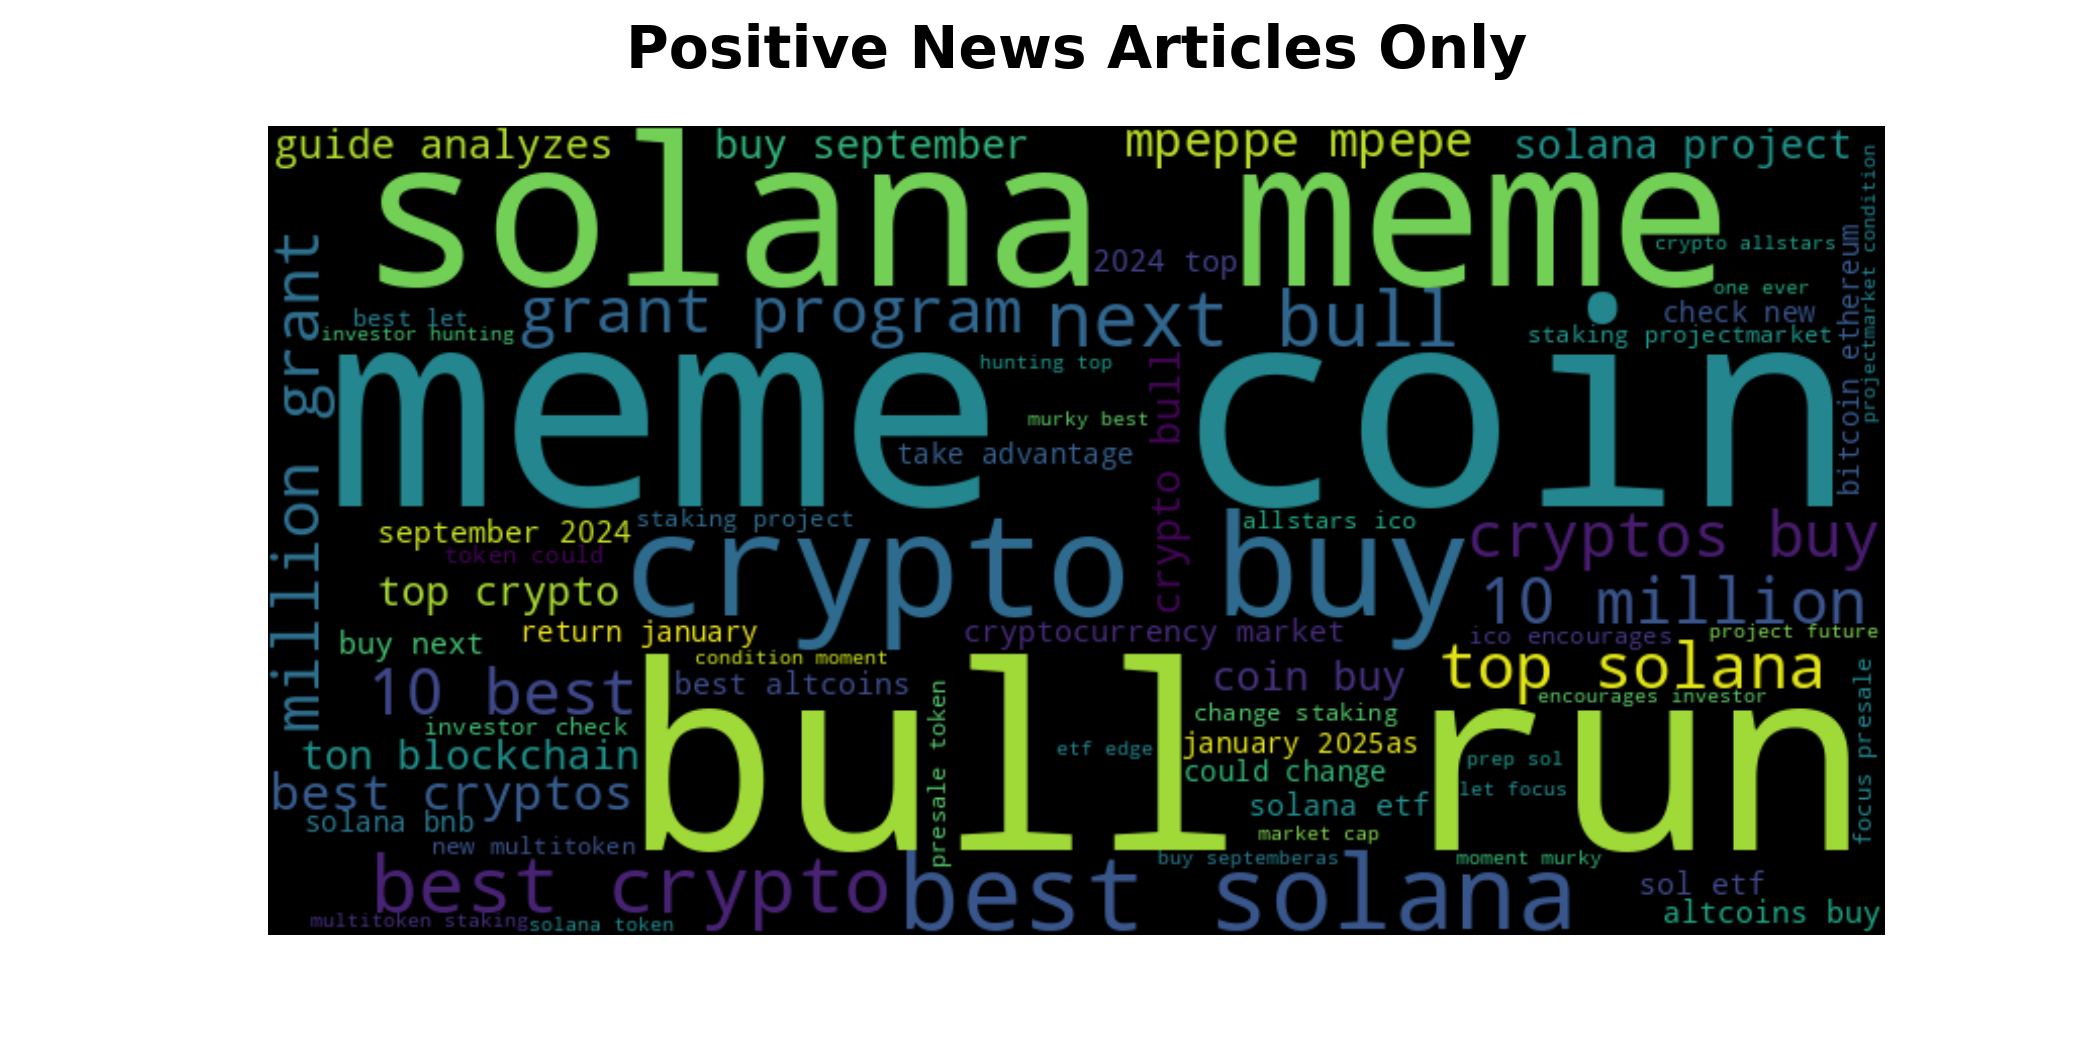 Positive News Articles Only
guide analyzes
buy september
mpeppe mpepe
solana project
solana meme
projectmarket condition
crypto allstars
2024 top
million grant
bitcoin ethereum
one ever
best let
grant program
next bull
check new
investor hunting
staking projectmarket
meme coin
hunting top
crypto bull
murky best
take advantage
september 2024
staking project
allstars ico
cryptos buy
token could
crypto buy
top crypto
10 million
return january
cryptocurrency market
ico encourages
project future
buy next
condition moment
top solana
10 best
best altcoins
coin buy
encourages investor
investor check
presale token
change staking
focus presale
ton blockchain
bull run
etf edge
january 2025as
prep sol
could change
best cryptos
let focus
solana etf
solana bnb
market cap
new multitoken
buy septemberas
moment murky
best crypto
best solana
sol etf
altcoins buy
multitoken staking
solana token